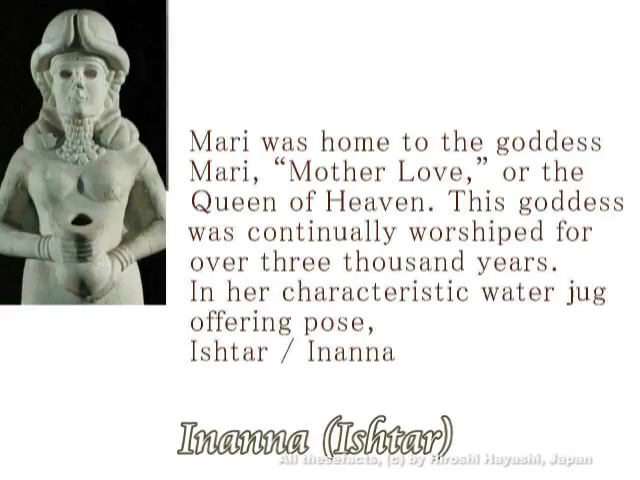 Mari was home to the goddess
Mari, “Mother Love,” or the
Queen of Heaven. This goddess
was continually worshiped for
over three thousand years.
In her characteristic water jug
offering pose,
Ishtar / Inanna
Inanna (Ishtar)
All thesefacts, (c) by Hiroshi Hayashi, Japan